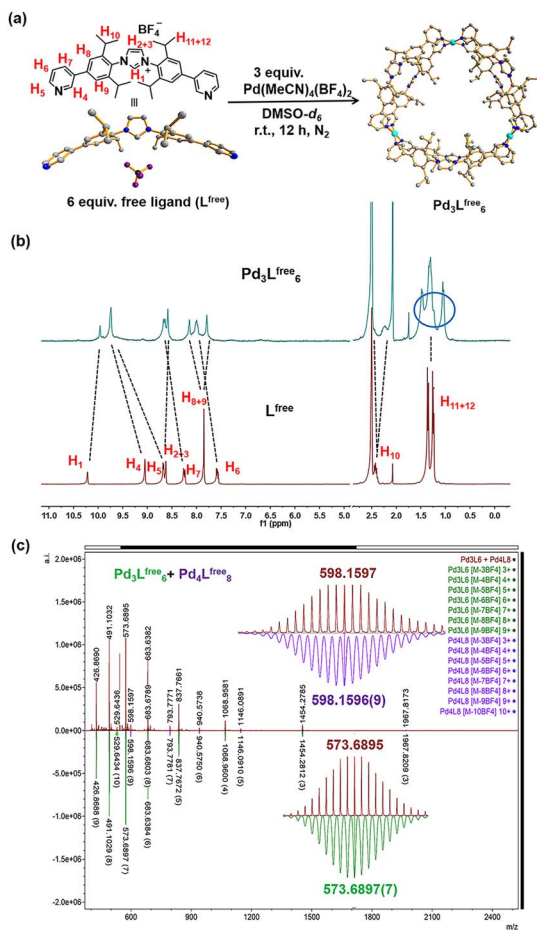 (a)
H10
BF4−
H2+3
H11+12
H8
H7
H6
H5
H4
H9
H1
+
N
N
N
N
6 equiv. free ligand (Lfree)
3 equiv.
Pd(MeCN)4(BF4)2
DMSO-d6
r.t., 12 h, N2
Pd3Lfree6
(b)
Pd3Lfree6
Lfree
H1
H4
H5
H2+3
H7
H8+9
H6
H10
H11+12
11.0 10.5 10.0 9.5 9.0 8.5 8.0 7.5 7.0 6.5 6.0 5.5 5.0 2.5 2.0 1.5 1.0 0.5
f1 (ppm)
(c)
a.i.
Pd3Lfree6+ Pd4Lfree8
2.0e+06
1.5e+06
1.0e+06
5.0e+05
0.0e+00
-5.0e+05
-1.0e+06
-1.5e+06
-2.0e+06
Pd3L6 + Pd4L8
Pd3L6 [M-3BF4] 3+
Pd3L6 [M-4BF4] 4+
Pd3L6 [M-5BF4] 5+
Pd3L6 [M-6BF4] 6+
Pd3L6 [M-7BF4] 7+
Pd3L6 [M-8BF4] 8+
Pd3L6 [M-9BF4] 9+
Pd4L8 [M-3BF4] 3+
Pd4L8 [M-4BF4] 4+
Pd4L8 [M-5BF4] 5+
Pd4L8 [M-6BF4] 6+
Pd4L8 [M-7BF4] 7+
Pd4L8 [M-8BF4] 8+
Pd4L8 [M-9BF4] 9+
Pd4L8 [M-10BF4] 10+
598.1597
598.1596(9)
573.6895
573.6897(7)
426.8690
491.1032
529.6436
573.6895
598.1597
683.6382
683.6789
793.7771
837.7661
940.5738
1068.9581
1146.0891
1454.2785
1967.8173
426.8688 (9)
491.1029 (8)
529.6434 (10)
573.6897 (7)
598.1596 (9)
683.6384 (6)
683.6803 (8)
793.7781 (7)
837.7672 (5)
940.5750 (6)
1068.9609 (4)
1146.0910 (5)
1454.2812 (3)
600 800 1000 1200 1400 1600 1800 2000 2200 2400
m/z